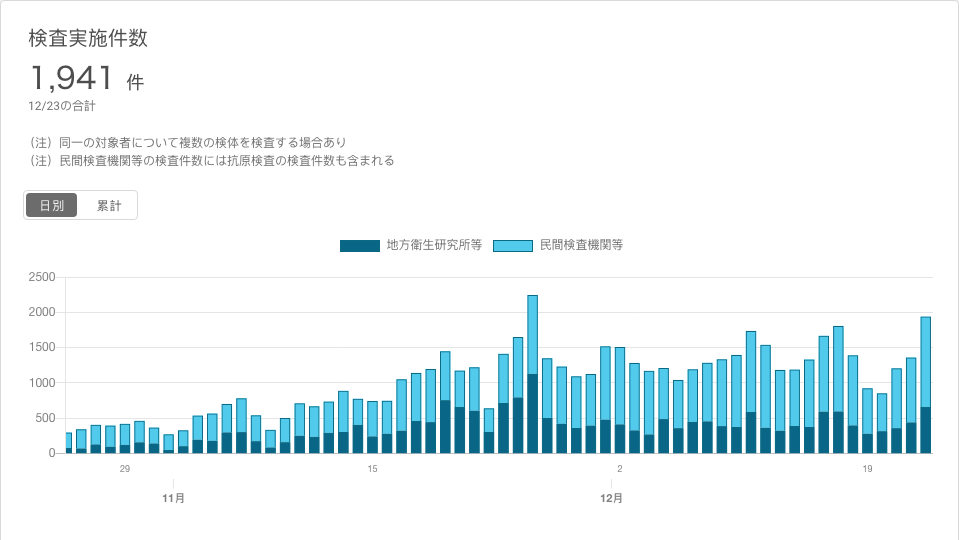 検査実施件数
1,941 件
12/23の合計
（注）同一の対象者について複数の検体を検査する場合あり
（注）民間検査機関等の検査件数には抗原検査の検査件数も含まれる
日別 累計
地方衛生研究所等 民間検査機関等
2500
2000
1500
1000
500
0
29 15 2 19
11月 12月